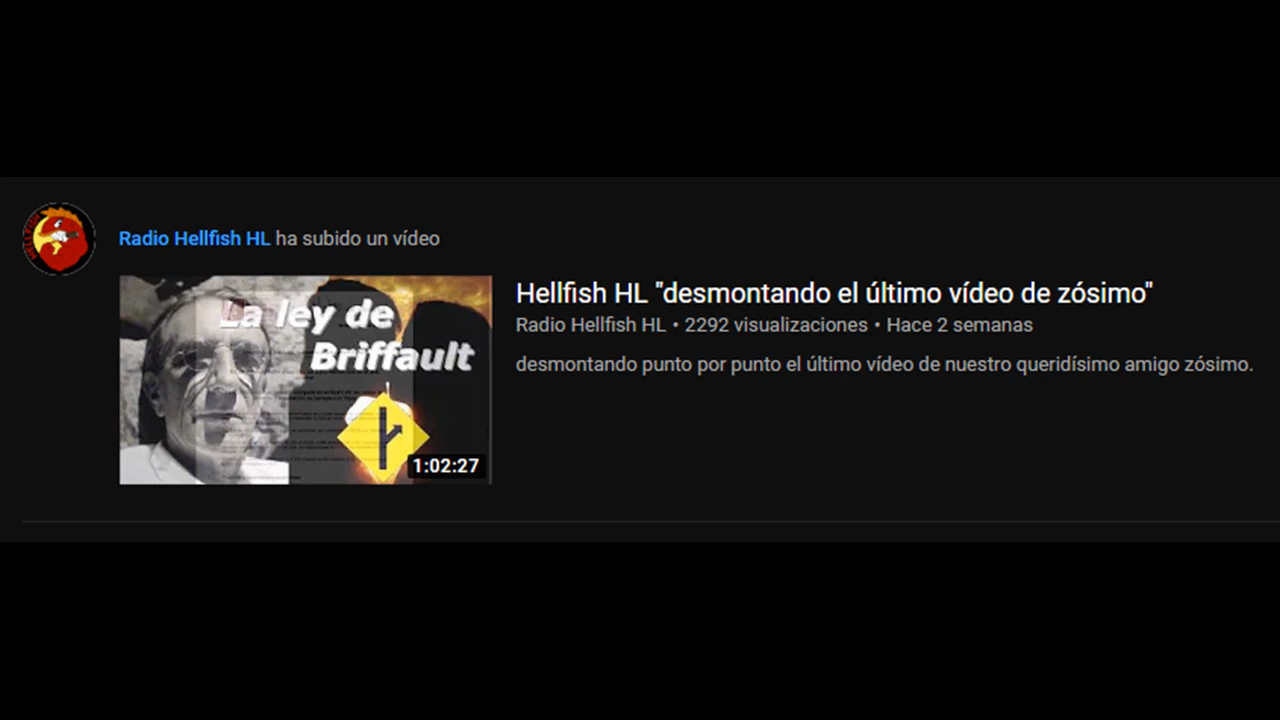 Radio Hellfish HL ha subido un vídeo
La ley de
Briffault
1:02:27
Hellfish HL "desmontando el último vídeo de zósimo"
Radio Hellfish HL • 2292 visualizaciones • Hace 2 semanas
desmontando punto por punto el último vídeo de nuestro queridísimo amigo zósimo.